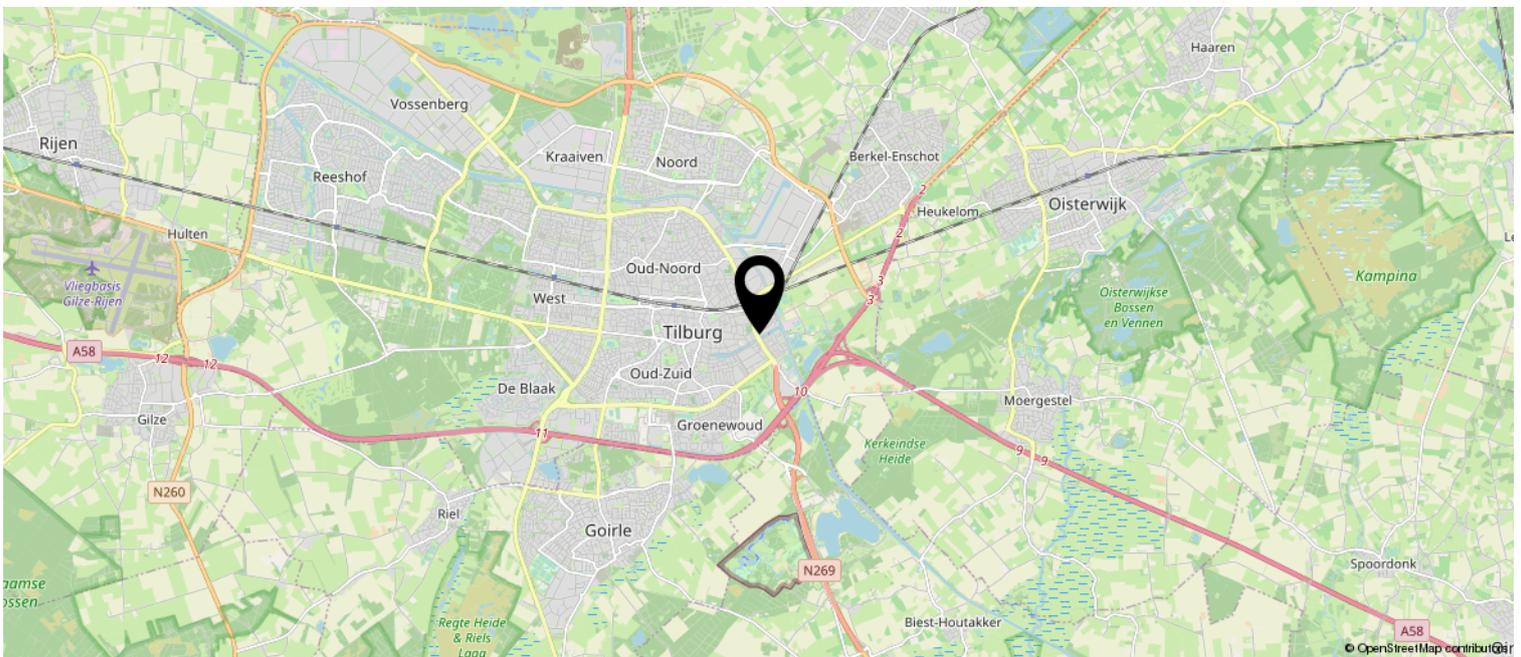 Haaren
Vossenberg
Rijen
Kraaiven
Noord
Berkel-Enschot
Reeshof
2
Oisterwijk
Heukelom
Hulten
2
Oud-Noord
Kampina
Vliegbasis
Gilze-Rijen
3
3
West
Oisterwijkse
Bossen
en Vennen
Tilburg
A58
12
12
Oud-Zuid
De Blaak
10
Moergestel
Gilze
Groenewoud
11
Kerkeindse
Heide
9
9
N260
Riel
Goirle
Spoordonk
N269
aamse
ossen
Regte Heide
& Riels
Laag
Biest-Houtakker
A58
© OpenStreetMap contributors